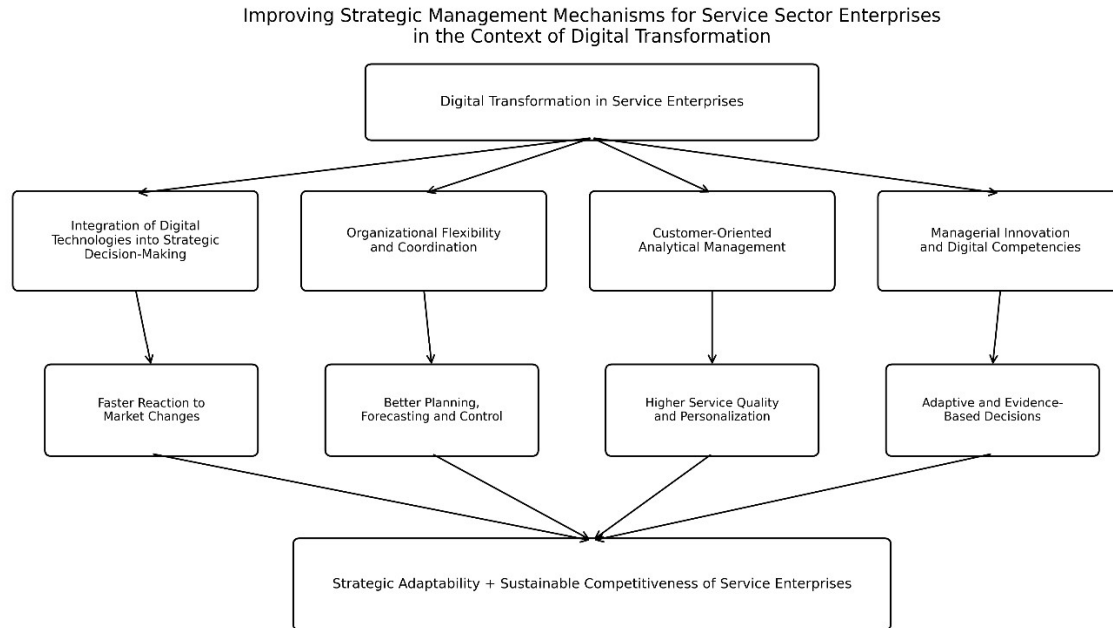 Improving Strategic Management Mechanisms for Service Sector Enterprises
in the Context of Digital Transformation
Digital Transformation in Service Enterprises
Integration of Digital
Technologies into Strategic
Decision-Making
Organizational Flexibility
and Coordination
Customer-Oriented
Analytical Management
Managerial Innovation
and Digital Competencies
Faster Reaction to
Market Changes
Better Planning,
Forecasting and Control
Higher Service Quality
and Personalization
Adaptive and Evidence-
Based Decisions
Strategic Adaptability + Sustainable Competitiveness of Service Enterprises